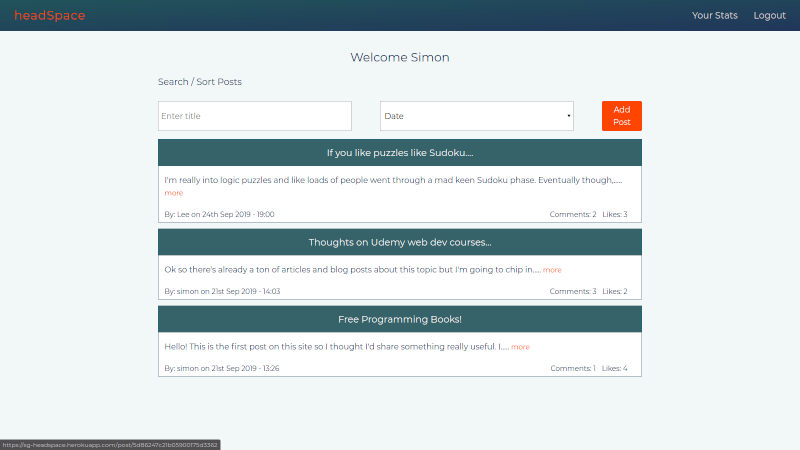 headSpace
Your Stats Logout
Welcome Simon
Search / Sort Posts
Enter title
Date
Add
Post
If you like puzzles like Sudoku....
I'm really into logic puzzles and like loads of people went through a mad keen Sudoku phase. Eventually though,.....
more
By: Lee on 24th Sep 2019 - 19:00 Comments: 2 Likes: 3
Thoughts on Udemy web dev courses...
Ok so there's already a ton of articles and blog posts about this topic but I'm going to chip in..... more
By: simon on 21st Sep 2019 - 14:03 Comments: 3 Likes: 2
Free Programming Books!
Hello! This is the first post on this site so I thought I'd share something really useful. I..... more
By: simon on 21st Sep 2019 - 13:26 Comments: 1 Likes: 4
https://sg-headspace.herokuapp.com/post/5d86247c21b05900175d3362